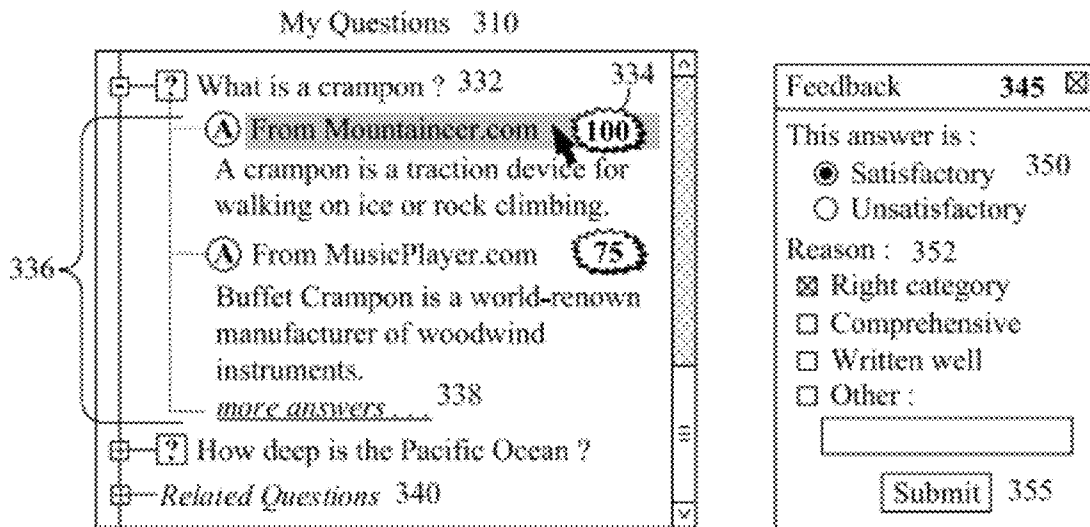 My Questions 310
? What is a crampon ? 332
334
A From Mountaineer.com 100
A crampon is a traction device for
walking on ice or rock climbing.
336
A From MusicPlayer.com 75
Buffet Crampon is a world-renown
manufacturer of woodwind
instruments.
more answers . . . . 338
? How deep is the Pacific Ocean ?
Related Questions 340
Feedback 345
This answer is :
Satisfactory 350
Unsatisfactory
Reason : 352
Right category
Comprehensive
Written well
Other :
Submit 355